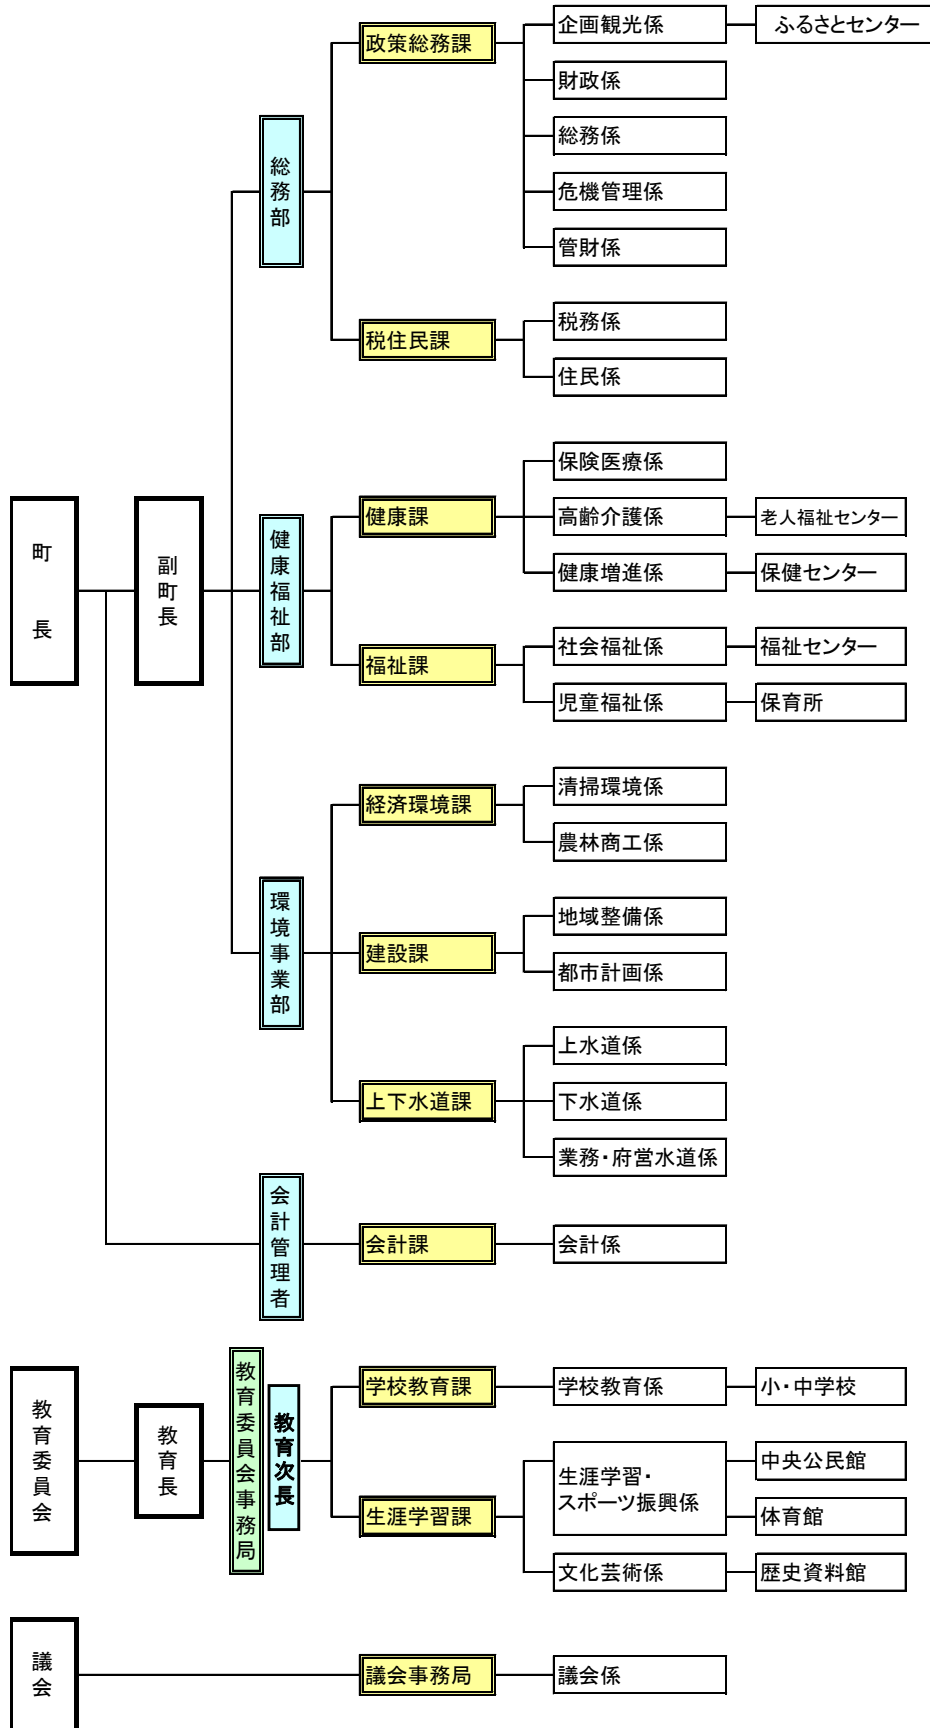 町長
副町長
総務部
政策総務課
企画観光係
ふるさとセンター
財政係
総務係
危機管理係
管財係
税住民課
税務係
住民係
健康福祉部
健康課
保険医療係
高齢介護係
老人福祉センター
健康増進係
保健センター
福祉課
社会福祉係
福祉センター
児童福祉係
保育所
環境事業部
経済環境課
清掃環境係
農林商工係
建設課
地域整備係
都市計画係
上下水道課
上水道係
下水道係
業務・府営水道係
会計管理者
会計課
会計係
教育委員会
教育長
教育委員会事務局
教育次長
学校教育課
学校教育係
小・中学校
生涯学習課
生涯学習・
スポーツ振興係
中央公民館
体育館
文化芸術係
歴史資料館
議会
議会事務局
議会係